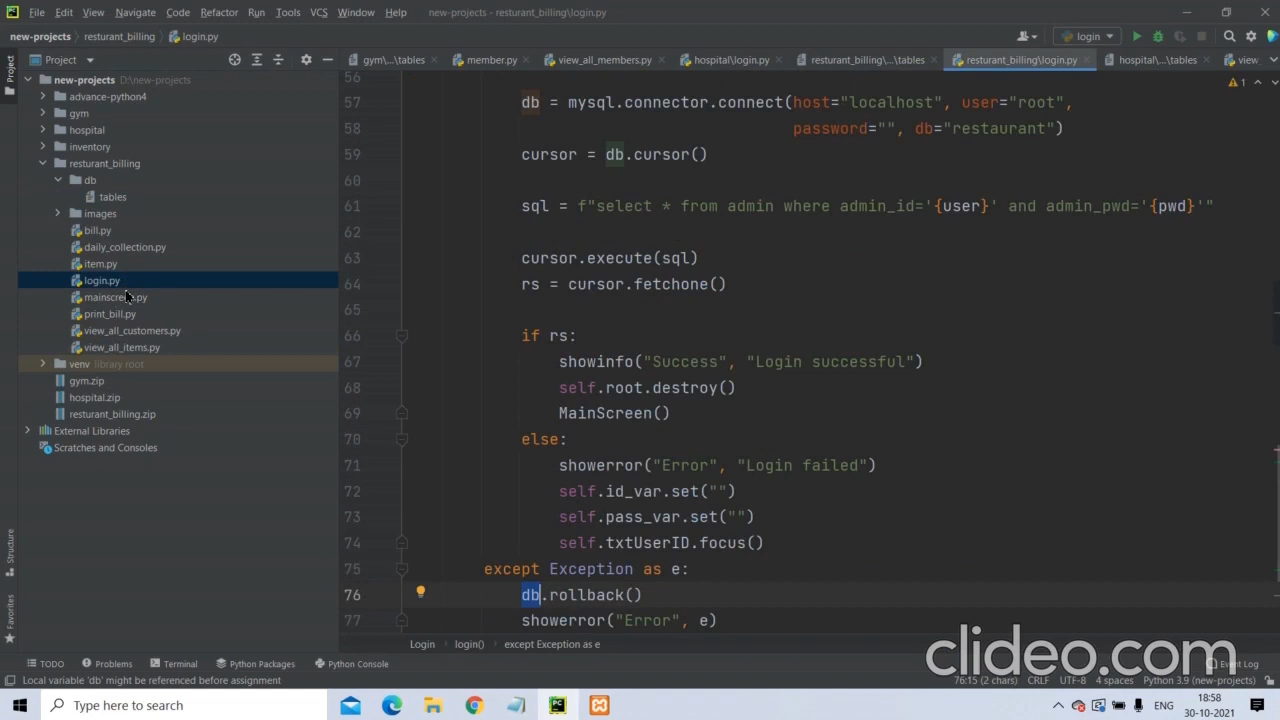 File Edit View Navigate Code Refactor Run Tools VCS Window Help new-projects - resturant_billing\login.py
new-projects resturant_billing login.py login
Project gym\...\tables member.py view_all_members.py hospital\login.py resturant_billing\...\tables resturant_billing\login.py hospital\...\tables view
Project
new-projects D:\new-projects
advance-python4
gym
hospital
inventory
resturant_billing
db
tables
images
bill.py
daily_collection.py
item.py
login.py
mainscreen.py
print_bill.py
view_all_customers.py
view_all_items.py
venv library root
gym.zip
hospital.zip
resturant_billing.zip
External Libraries
Scratches and Consoles
Structure
Favorites
1
56
57 db = mysql.connector.connect(host="localhost", user="root",
58 password="", db="restaurant")
59 cursor = db.cursor()
60
61 sql = f"select * from admin where admin_id='{user}' and admin_pwd='{pwd}'"
62
63 cursor.execute(sql)
64 rs = cursor.fetchone()
65
66 if rs:
67 showinfo("Success", "Login successful")
68 self.root.destroy()
69 MainScreen()
70 else:
71 showerror("Error", "Login failed")
72 self.id_var.set("")
73 self.pass_var.set("")
74 self.txtUserID.focus()
75 except Exception as e:
76 db.rollback()
77 showerror("Error", e)
Login login() except Exception as e
clideo.com
TODO Problems Terminal Python Packages Python Console Event Log
Local variable 'db' might be referenced before assignment 76:15 (2 chars) CRLF UTF-8 4 spaces Python 3.9 (new-projects)
Type here to search ENG 18:58
30-10-2021